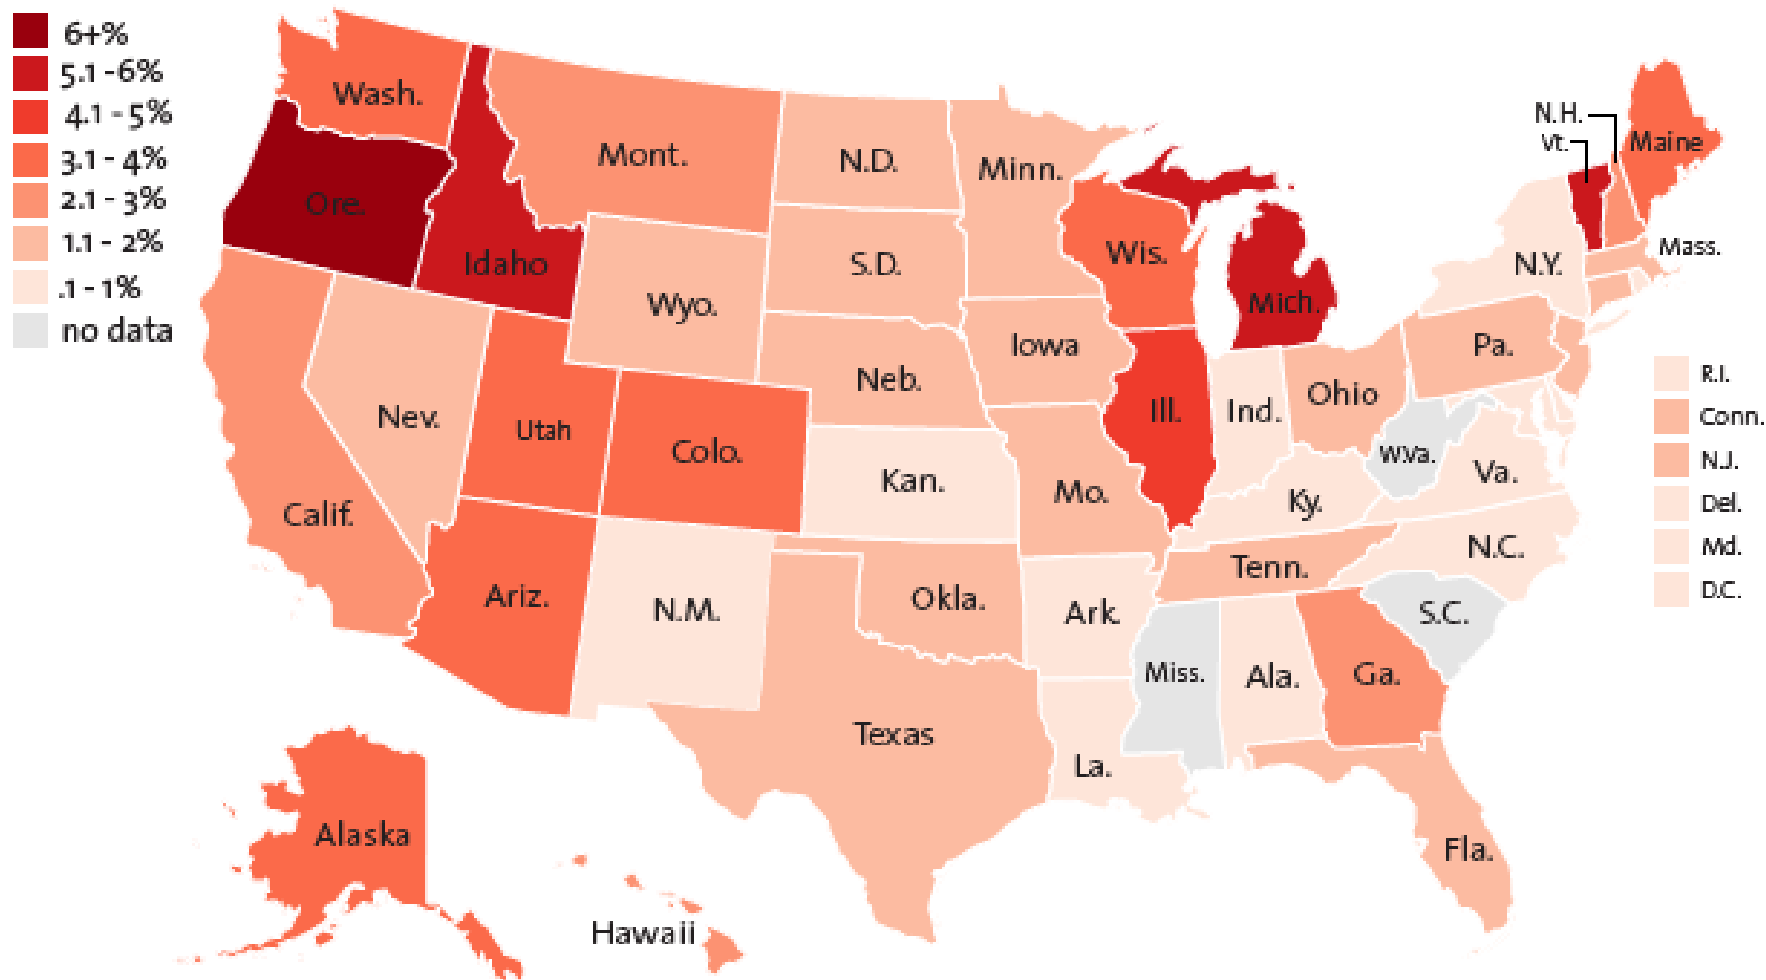 6+%
5.1 -6%
4.1 - 5%
3.1 - 4%
2.1 - 3%
1.1 - 2%
.1 - 1%
no data
Wash.
Ore.
Idaho
Mont.
N.D.
Minn.
Wis.
Mich.
N.H.
Vt.
Maine
Mass.
N.Y.
S.D.
Wyo.
Iowa
Neb.
Pa.
Ohio
Ind.
Ill.
Nev.
Utah
Colo.
Kan.
Mo.
Ky.
W.Va.
Va.
Calif.
Ariz.
N.M.
Okla.
Ark.
Tenn.
N.C.
S.C.
Miss.
Ala.
Ga.
Texas
La.
Fla.
Alaska
Hawaii
R.I.
Conn.
N.J.
Del.
Md.
D.C.